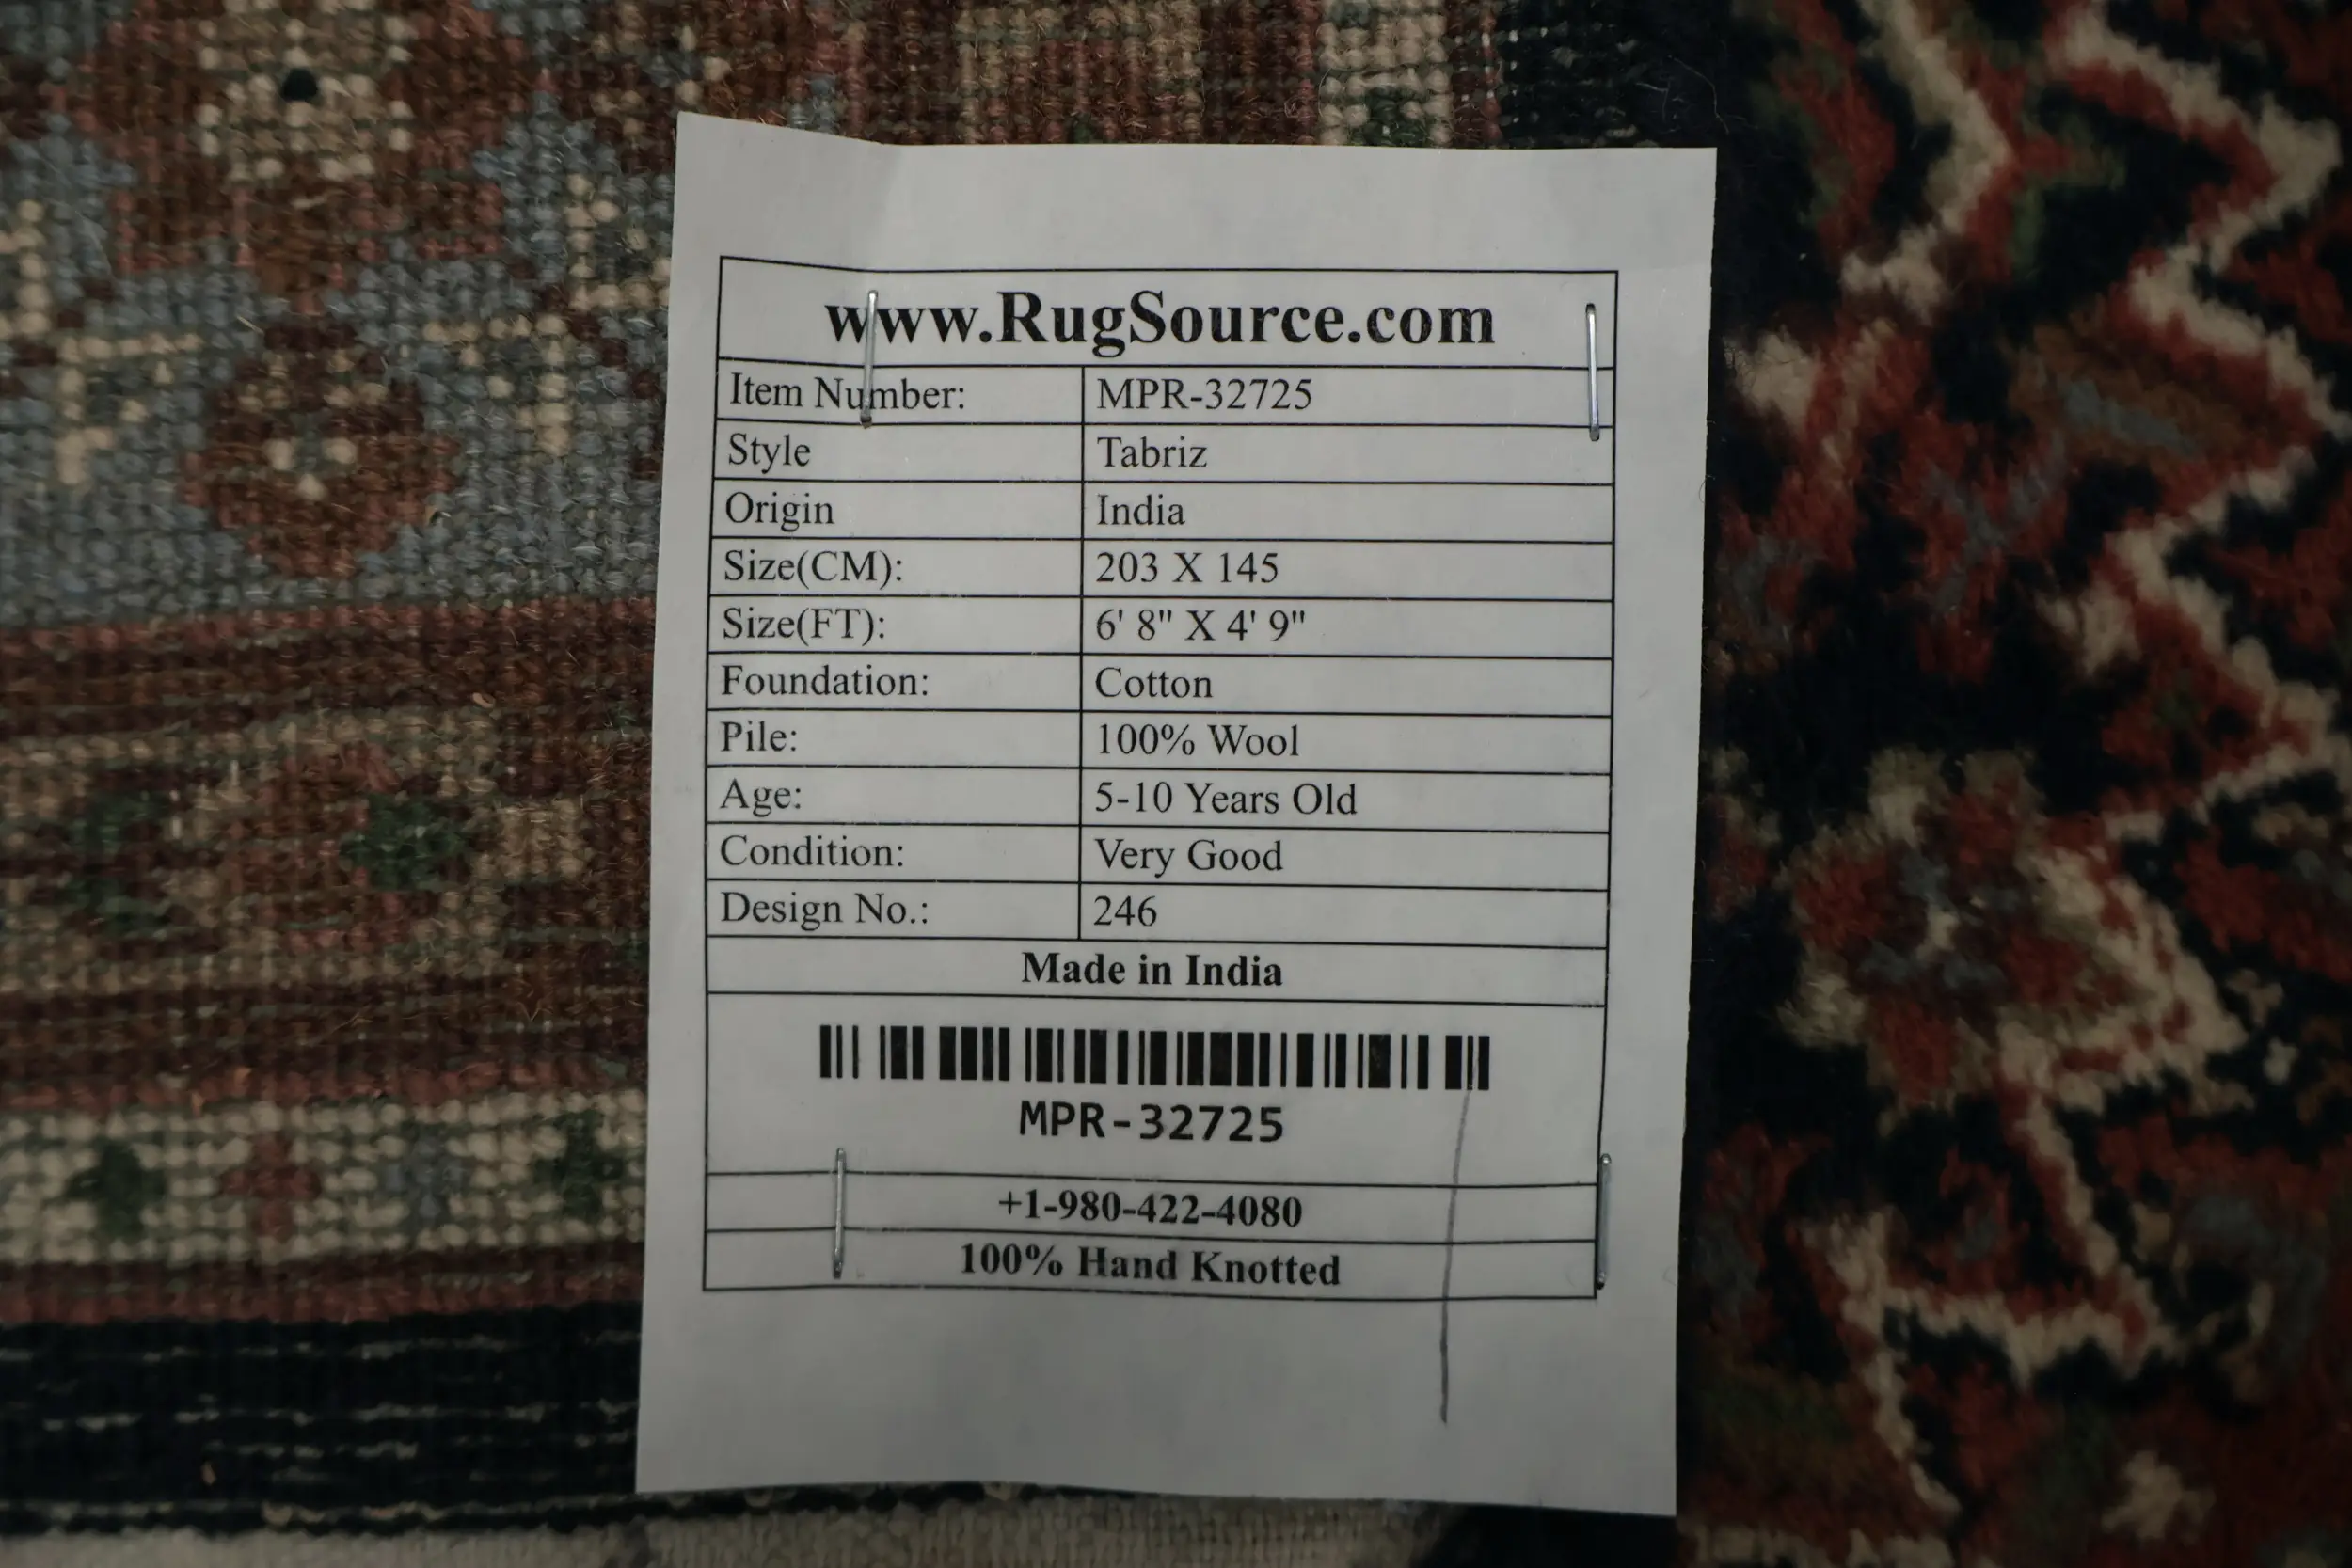 www.RugSource.com
Item Number: MPR-32725
Style Tabriz
Origin India
Size(CM): 203 X 145
Size(FT): 6' 8" X 4' 9"
Foundation: Cotton
Pile: 100% Wool
Age: 5-10 Years Old
Condition: Very Good
Design No.: 246
Made in India
MPR-32725
+1-980-422-4080
100% Hand Knotted